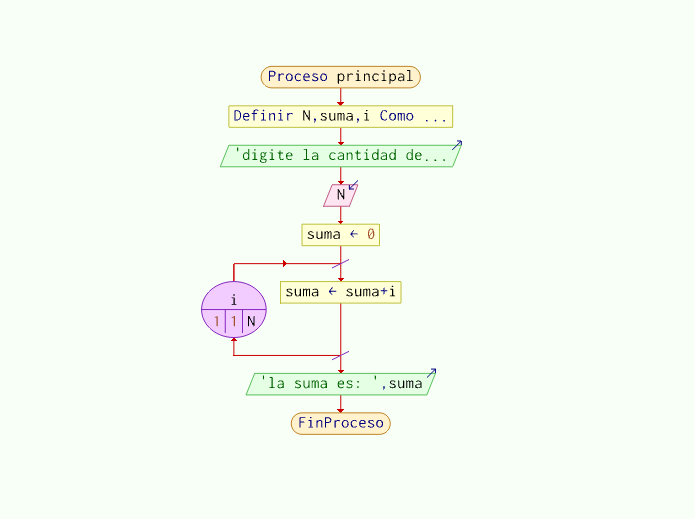 Proceso principal
Definir N,suma,i Como ...
'digite la cantidad de...
N
suma ← 0
i
1 1 N
suma ← suma+i
'la suma es: ',suma
FinProceso